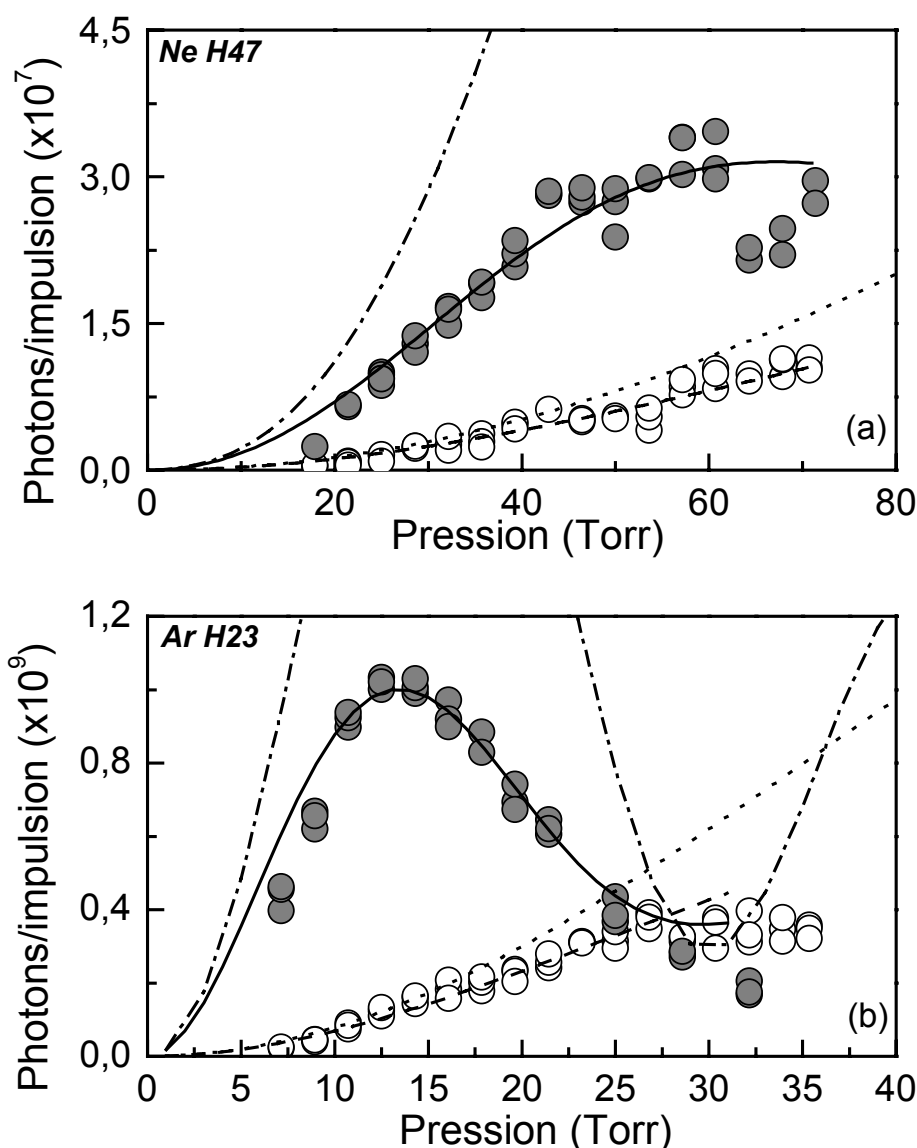 Ne H47
4,5
3,0
1,5
0,0
Photons/impulsion (x10⁷)
(a)
0 20 40 60 80
Pression (Torr)
Ar H23
1,2
0,8
0,4
0,0
Photons/impulsion (x10⁹)
(b)
0 5 10 15 20 25 30 35 40
Pression (Torr)